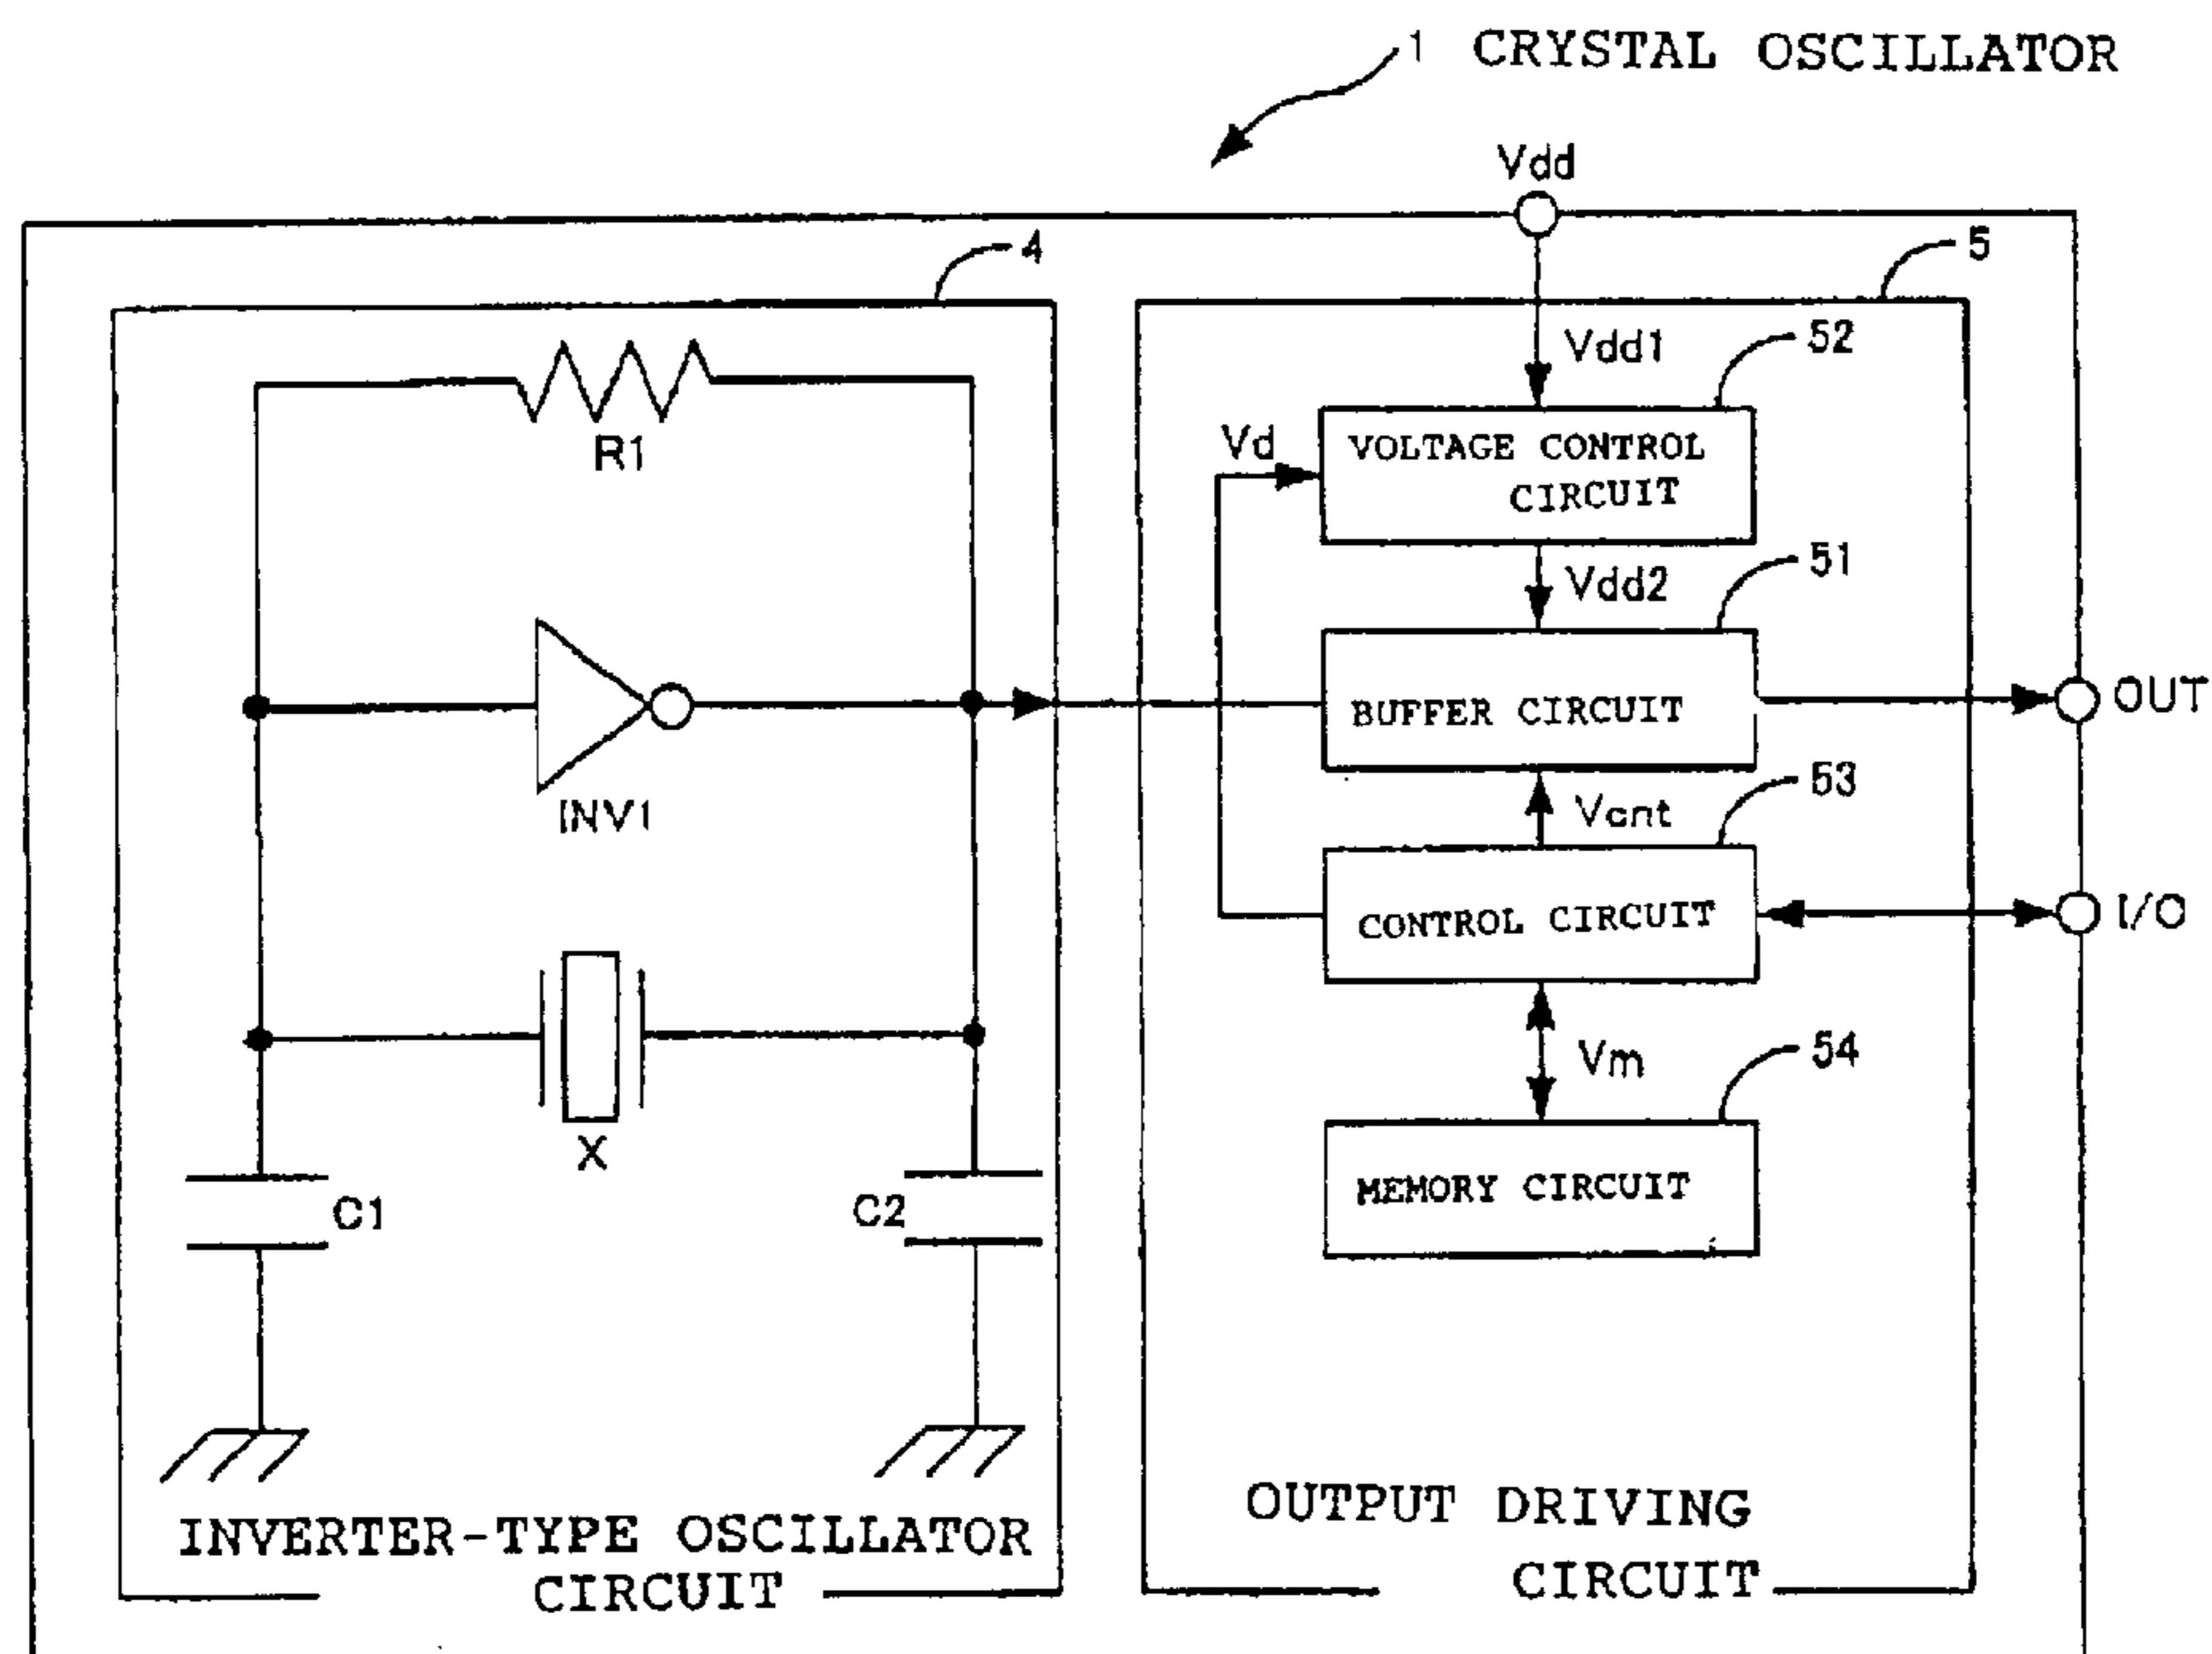 1 CRYSTAL OSCILLATOR
Vdd
4
5
Vdd1
52
R1
Vd
VOLTAGE CONTROL
CIRCUIT
Vdd2
51
INV1
BUFFER CIRCUIT
OUT
Vcnt
53
CONTROL CIRCUIT
I/O
X
Vm
54
C1
C2
MEMORY CIRCUIT
INVERTER-TYPE OSCILLATOR
CIRCUIT
OUTPUT DRIVING
CIRCUIT